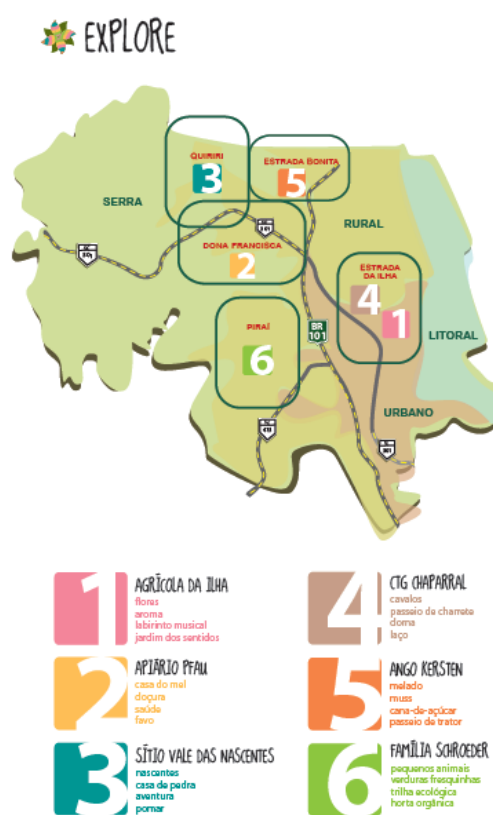 EXPLORE
QUIRIRI
3
ESTRADA BONITA
5
SERRA
RURAL
DONA FRANCISCA
2
ESTRADA
DA ILHA
4
1
PIRAÍ
6
BR
101
LITORAL
URBANO
1
AGRÍCOLA DA ILHA
flores
aroma
labirinto musical
jardim dos sentidos
4
CTG CHAPARRAL
cavalos
passeio de charrete
doma
laço
2
APIÁRIO PFAU
casa do mel
doçura
saúde
favo
5
ANGO KERSTEN
melado
muss
cana-de-açúcar
passeio de trator
3
SÍTIO VALE DAS NASCENTES
nascentes
casa de pedra
aventura
pomar
6
FAMÍLIA SCHROEDER
pequenos animais
verduras fresquinhas
trilha ecológica
horta orgânica